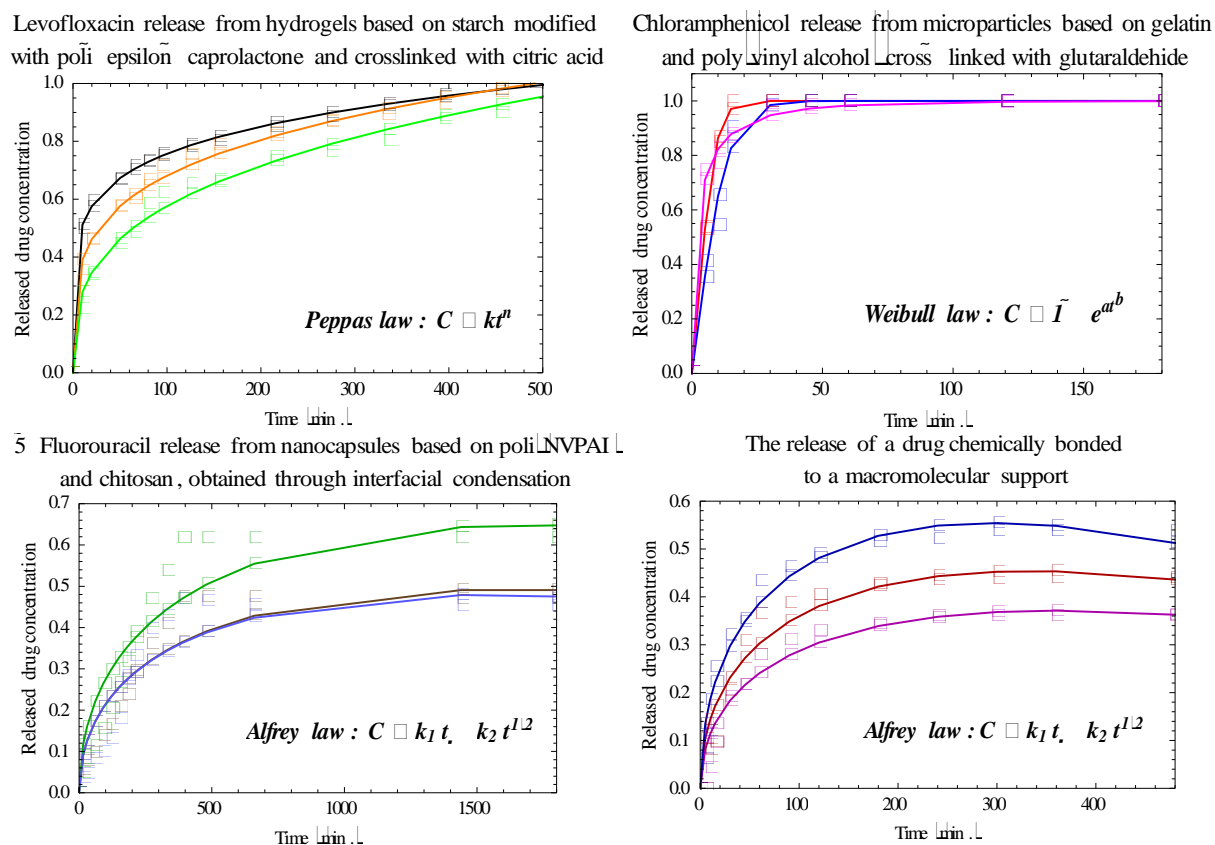 Levofloxacin release from hydrogels based on starch modified
with poli epsilon caprolactone and crosslinked with citric acid
Released drug concentration
1.0
0.8
0.6
0.4
0.2
0.0
Peppas law : C □ ktⁿ
0 100 200 300 400 500
Time min .
Chloramphenicol release from microparticles based on gelatin
and poly vinyl alcohol cross linked with glutaraldehyde
Released drug concentration
1.0
0.8
0.6
0.4
0.2
0.0
Weibull law : C □ 1~ e^at^b
0 50 100 150
Time min .
5 Fluorouracil release from nanocapsules based on poli NVPAI
and chitosan , obtained through interfacial condensation
Released drug concentration
0.7
0.6
0.5
0.4
0.3
0.2
0.1
0.0
Alfrey law : C □ k₁ t. k₂ t^1 2
0 500 1000 1500
Time min .
The release of a drug chemically bonded
to a macromolecular support
Released drug concentration
0.6
0.5
0.4
0.3
0.2
0.1
0.0
Alfrey law : C □ k₁ t. k₂ t^1 2
0 100 200 300 400
Time min .